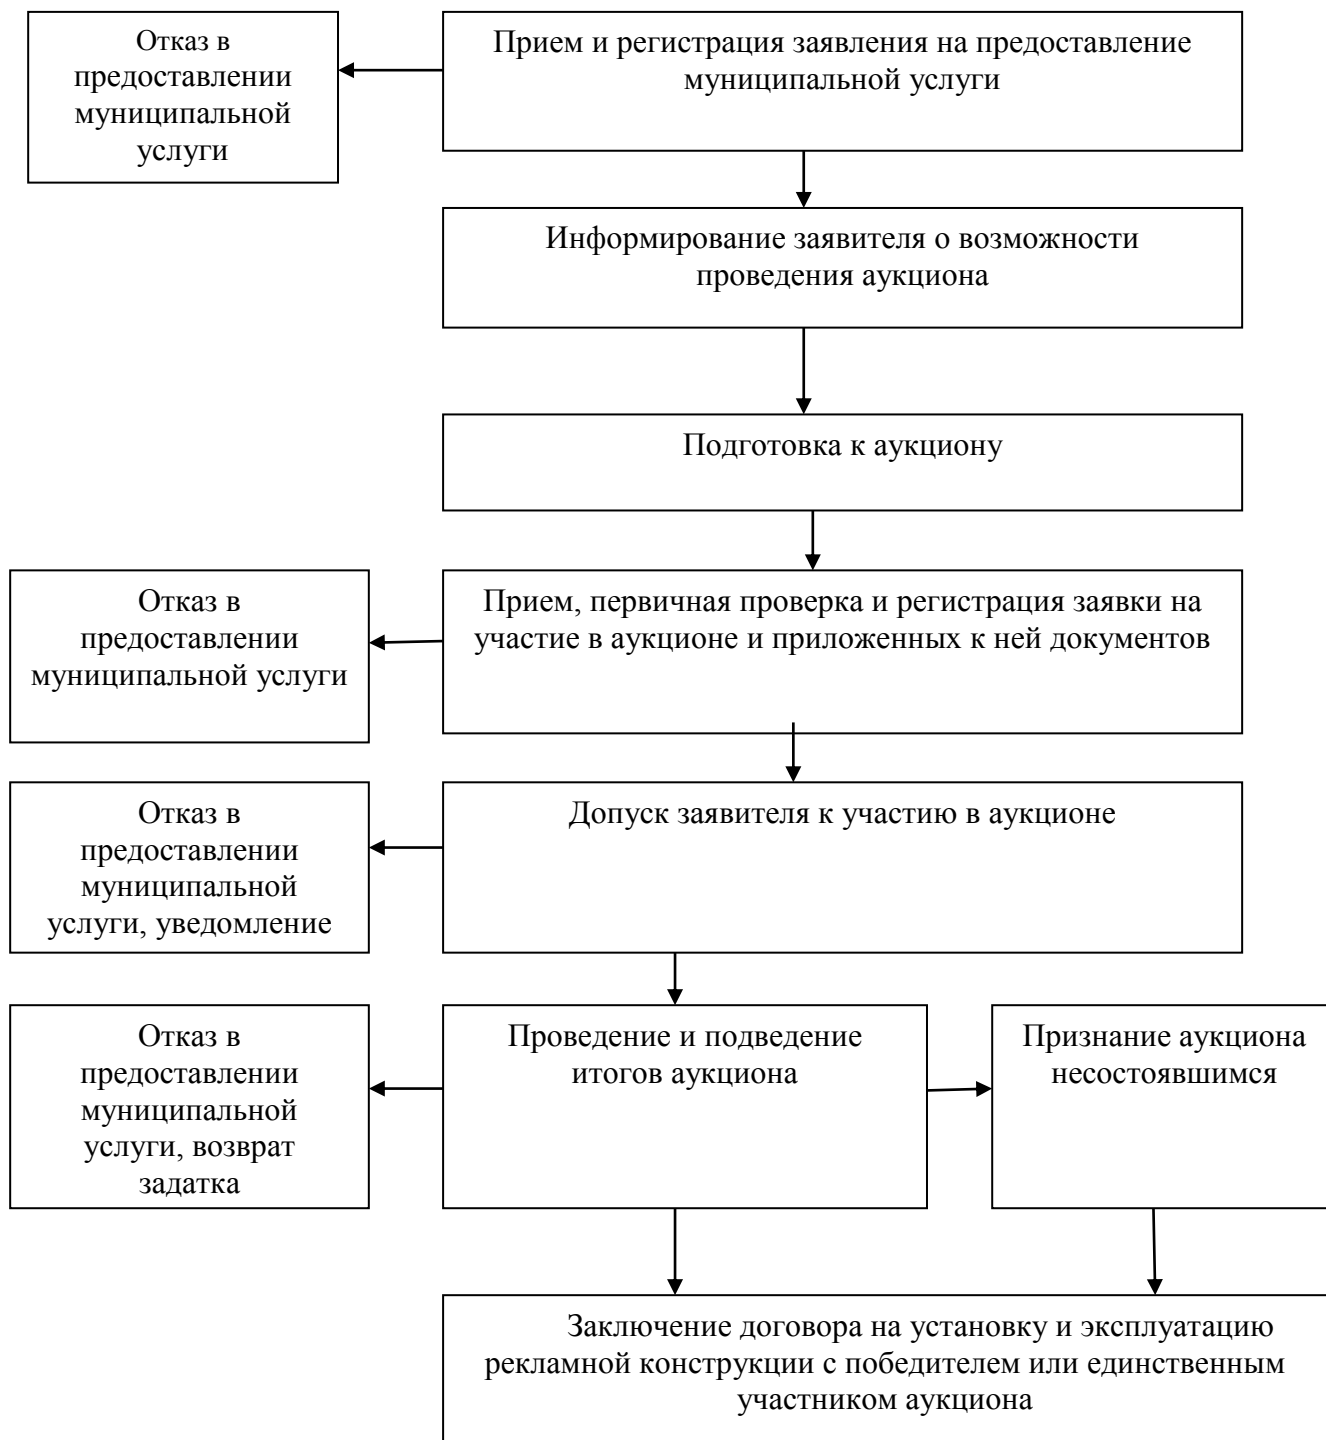 Отказ в
предоставлении
муниципальной
услуги
Прием и регистрация заявления на предоставление
муниципальной услуги
Информирование заявителя о возможности
проведения аукциона
Подготовка к аукциону
Отказ в
предоставлении
муниципальной услуги
Прием, первичная проверка и регистрация заявки на
участие в аукционе и приложенных к ней документов
Отказ в
предоставлении
муниципальной
услуги, уведомление
Допуск заявителя к участию в аукционе
Отказ в
предоставлении
муниципальной
услуги, возврат
задатка
Проведение и подведение
итогов аукциона
Признание аукциона
несостоявшимся
Заключение договора на установку и эксплуатацию
рекламной конструкции с победителем или единственным
участником аукциона